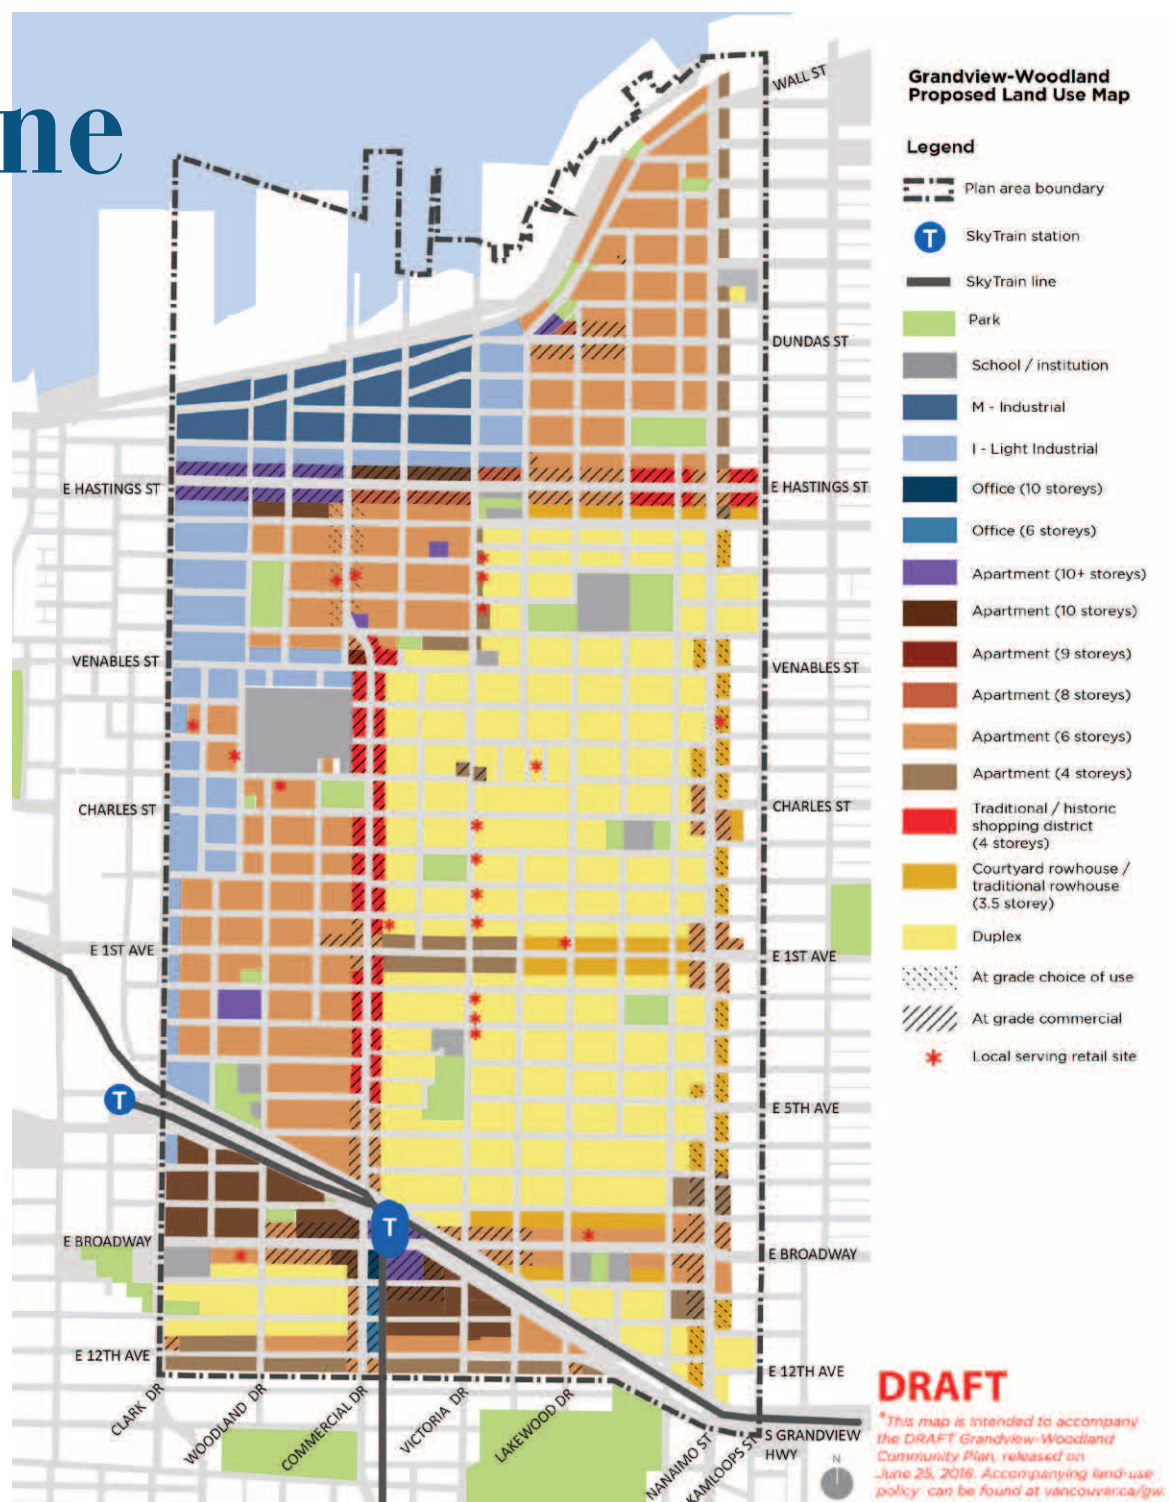 ne
Grandview-Woodland
Proposed Land Use Map
Legend
Plan area boundary
T
SkyTrain station
SkyTrain line
Park
School / institution
M - Industrial
I - Light Industrial
Office (10 storeys)
Office (6 storeys)
Apartment (10+ storeys)
Apartment (10 storeys)
Apartment (9 storeys)
Apartment (8 storeys)
Apartment (6 storeys)
Apartment (4 storeys)
Traditional / historic
shopping district
(4 storeys)
Courtyard rowhouse /
traditional rowhouse
(3.5 storey)
Duplex
At grade choice of use
At grade commercial
Local serving retail site
WALL ST
DUNDAS ST
E HASTINGS ST
E HASTINGS ST
VENABLES ST
VENABLES ST
CHARLES ST
CHARLES ST
E 1ST AVE
E 1ST AVE
T
E 5TH AVE
T
E BROADWAY
E BROADWAY
E 12TH AVE
E 12TH AVE
CLARK DR
WOODLAND DR
COMMERCIAL DR
VICTORIA DR
LAKEWOOD DR
NANAIMO ST
KAMLOOPS ST
S GRANDVIEW
HWY
N
DRAFT
*This map is intended to accompany
the DRAFT Grandview-Woodland
Community Plan, released on
June 25, 2016. Accompanying land-use
policy can be found at vancouver.ca/gw.